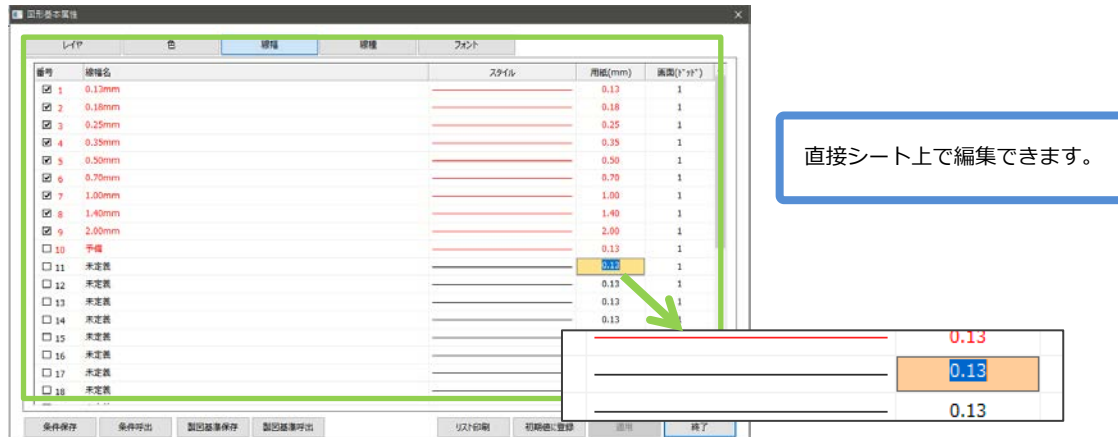 図形基本属性
レイヤ 色 線幅 線種 フォント
番号 線幅名 スタイル 用紙(mm) 画面(ドット)
1 0.13mm 0.13 1
2 0.18mm 0.18 1
3 0.25mm 0.25 1
4 0.35mm 0.35 1
5 0.50mm 0.50 1
6 0.70mm 0.70 1
7 1.00mm 1.00 1
8 1.40mm 1.40 1
9 2.00mm 2.00 1
10 予備 0.13 1
11 未定義 0.13 1
12 未定義 0.13 1
13 未定義 0.13 1
14 未定義 0.13 1
15 未定義
16 未定義
17 未定義
18 未定義
直接シート上で編集できます。
0.13
0.13
0.13
条件保存 条件呼出 製図基準保存 製図基準呼出 リスト印刷 初期値に登録 適用 終了